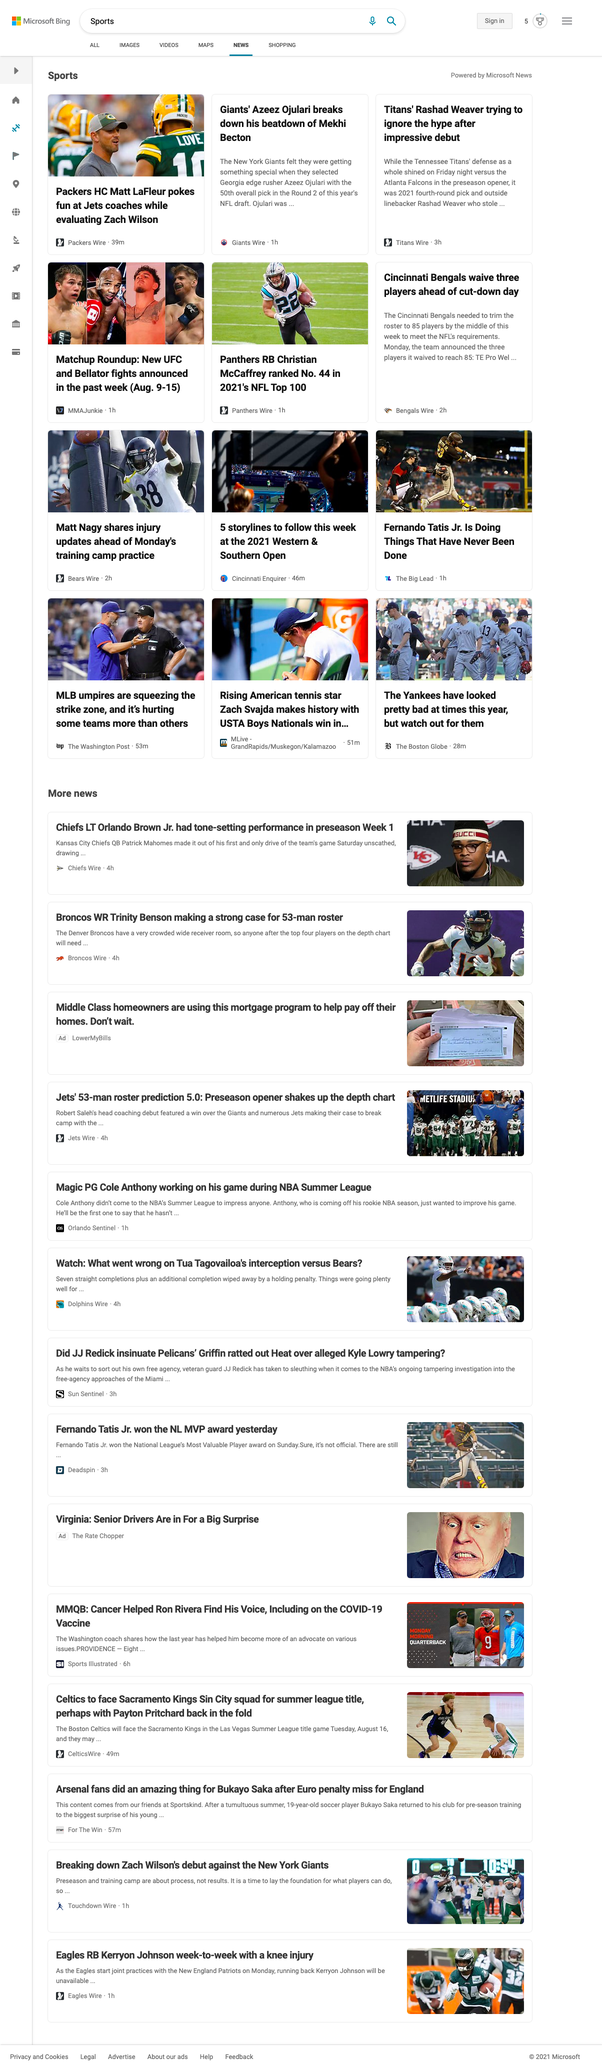 Microsoft Bing
Sports
Sign in
5
ALL
IMAGES
VIDEOS
MAPS
NEWS
SHOPPING
Sports
Powered by Microsoft News
LOVE
Packers HC Matt LaFleur pokes
fun at Jets coaches while
evaluating Zach Wilson
Packers Wire · 39m
Giants' Azeez Ojulari breaks
down his beatdown of Mekhi
Becton
The New York Giants felt they were getting
something special when they selected
Georgia edge rusher Azeez Ojulari with the
50th overall pick in the Round 2 of this year's
NFL draft. Ojulari was ...
Giants Wire · 1h
Titans' Rashad Weaver trying to
ignore the hype after
impressive debut
While the Tennessee Titans' defense as a
whole shined on Friday night versus the
Atlanta Falcons in the preseason opener, it
was 2021 fourth-round pick and outside
linebacker Rashad Weaver who stole ...
Titans Wire · 3h
Matchup Roundup: New UFC
and Bellator fights announced
in the past week (Aug. 9-15)
MMAJunkie · 1h
22
Panthers RB Christian
McCaffrey ranked No. 44 in
2021's NFL Top 100
Panthers Wire · 1h
Cincinnati Bengals waive three
players ahead of cut-down day
The Cincinnati Bengals needed to trim the
roster to 85 players by the middle of this
week to meet the NFL's requirements.
Monday, the team announced the three
players it waived to reach 85: TE Pro Wel ...
Bengals Wire · 2h
38
Matt Nagy shares injury
updates ahead of Monday's
training camp practice
Bears Wire · 2h
5 storylines to follow this week
at the 2021 Western &
Southern Open
Cincinnati Enquirer · 46m
Fernando Tatis Jr. Is Doing
Things That Have Never Been
Done
The Big Lead · 1h
MLB umpires are squeezing the
strike zone, and it's hurting
some teams more than others
The Washington Post · 53m
Rising American tennis star
Zach Svajda makes history with
USTA Boys Nationals win in...
MLive -
GrandRapids/Muskegon/Kalamazoo · 51m
The Yankees have looked
pretty bad at times this year,
but watch out for them
The Boston Globe · 28m
More news
Chiefs LT Orlando Brown Jr. had tone-setting performance in preseason Week 1
Kansas City Chiefs QB Patrick Mahomes made it out of his first and only drive of the team's game Saturday unscathed,
drawing ...
Chiefs Wire · 4h
GUCCI
Broncos WR Trinity Benson making a strong case for 53-man roster
The Denver Broncos have a very crowded wide receiver room, so anyone after the top four players on the depth chart
will need ...
Broncos Wire · 4h
Middle Class homeowners are using this mortgage program to help pay off their
homes. Don't wait.
Ad LowerMyBills
Jets' 53-man roster prediction 5.0: Preseason opener shakes up the depth chart
Robert Saleh's head coaching debut featured a win over the Giants and numerous Jets making their case to break
camp with the ...
Jets Wire · 4h
METLIFE STADIU
Magic PG Cole Anthony working on his game during NBA Summer League
Cole Anthony didn't come to the NBA's Summer League to impress anyone. Anthony, who is coming off his rookie NBA season, just wanted to improve his game.
He'll be the first one to say that he hasn't ...
Orlando Sentinel · 1h
Watch: What went wrong on Tua Tagovailoa's interception versus Bears?
Seven straight completions plus an additional completion wiped away by a holding penalty. Things were going plenty
well for ...
Dolphins Wire · 4h
Did JJ Redick insinuate Pelicans' Griffin ratted out Heat over alleged Kyle Lowry tampering?
As he waits to sort out his own free agency, veteran guard JJ Redick has taken to sleuthing when it comes to the NBA's ongoing tampering investigation into the
free-agency approaches of the Miami ...
Sun Sentinel · 3h
Fernando Tatis Jr. won the NL MVP award yesterday
Fernando Tatis Jr. won the National League's Most Valuable Player award on Sunday.Sure, it's not official. There are still
...
Deadspin · 3h
Virginia: Senior Drivers Are in For a Big Surprise
Ad The Rate Chopper
MMQB: Cancer Helped Ron Rivera Find His Voice, Including on the COVID-19
Vaccine
The Washington coach shares how the last year has helped him become more of an advocate on various
issues.PROVIDENCE — Eight ...
Sports Illustrated · 6h
MONDAY
MORNING
QUARTERBACK
9
Celtics to face Sacramento Kings Sin City squad for summer league title,
perhaps with Payton Pritchard back in the fold
The Boston Celtics will face the Sacramento Kings in the Las Vegas Summer League title game Tuesday, August 16,
and they may ...
CelticsWire · 49m
Arsenal fans did an amazing thing for Bukayo Saka after Euro penalty miss for England
This content comes from our friends at Sportskind. After a tumultuous summer, 19-year-old soccer player Bukayo Saka returned to his club for pre-season training
to the biggest surprise of his young ...
For The Win · 57m
Breaking down Zach Wilson's debut against the New York Giants
Preseason and training camp are about process, not results. It is a time to lay the foundation for what players can do,
so ...
Touchdown Wire · 1h
Eagles RB Kerryon Johnson week-to-week with a knee injury
As the Eagles start joint practices with the New England Patriots on Monday, running back Kerryon Johnson will be
unavailable ...
Eagles Wire · 1h
Privacy and Cookies
Legal
Advertise
About our ads
Help
Feedback
© 2021 Microsoft